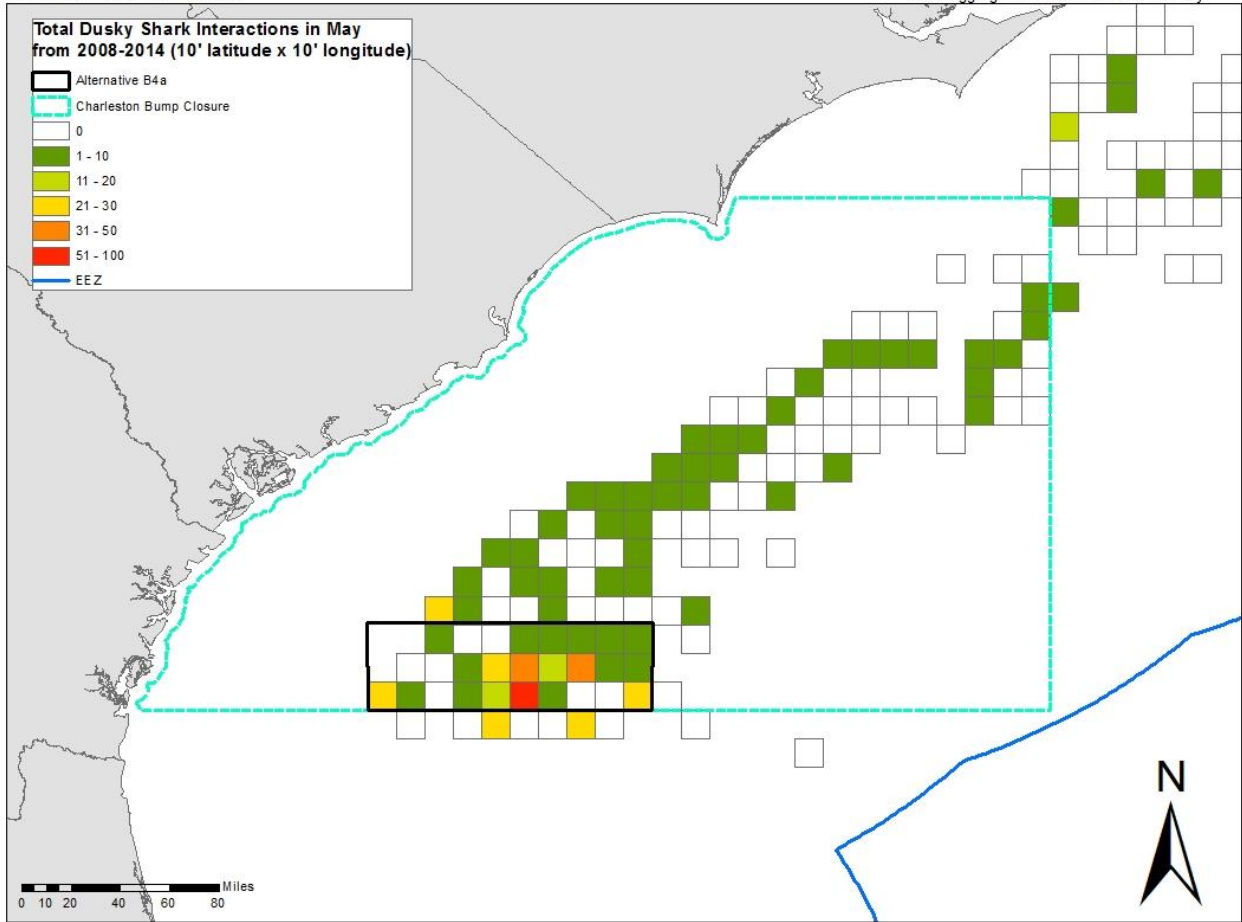 Total Dusky Shark Interactions in May
from 2008-2014 (10' latitude x 10' longitude)
Alternative B4a
Charleston Bump Closure
0
1 - 10
11 - 20
21 - 30
31 - 50
51 - 100
EEZ
N
Miles
0 10 20 40 60 80